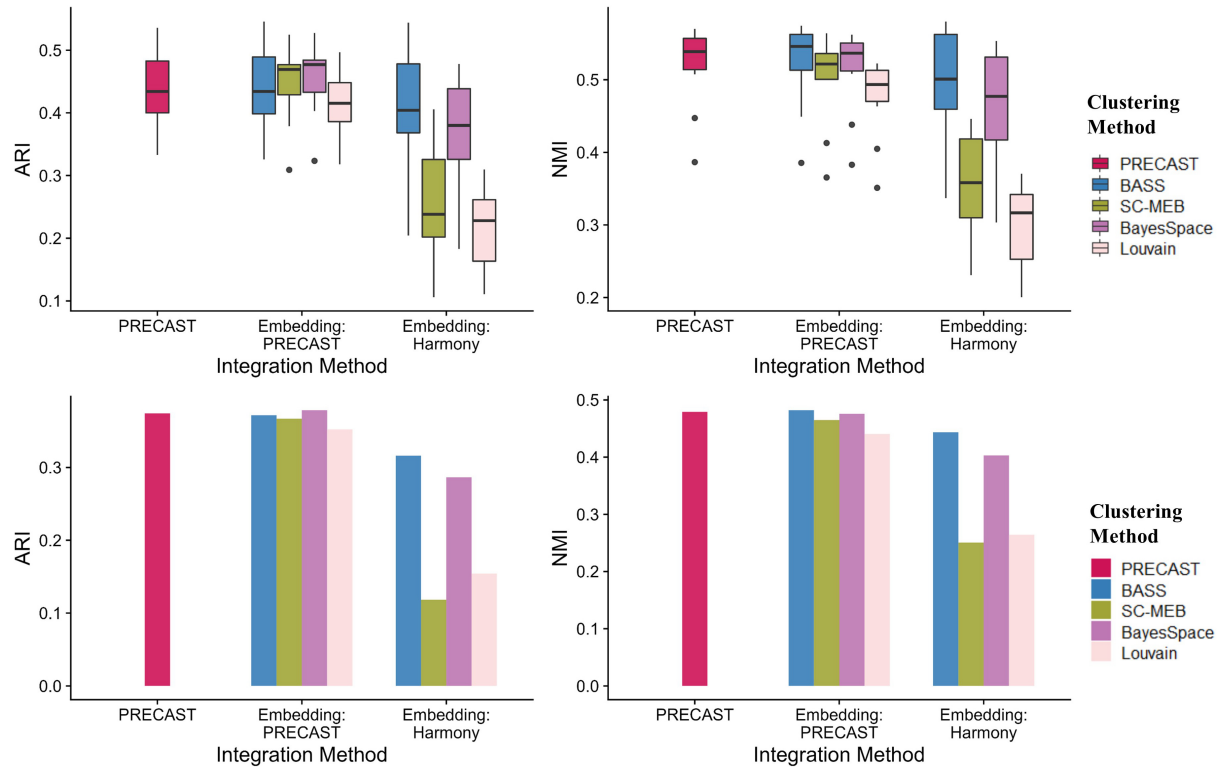 ARI
0.5
0.4
0.3
0.2
0.1
PRECAST
Embedding:
PRECAST
Embedding:
Harmony
Integration Method
NMI
0.5
0.4
0.3
0.2
PRECAST
Embedding:
PRECAST
Embedding:
Harmony
Integration Method
Clustering
Method
PRECAST
BASS
SC-MEB
BayesSpace
Louvain
ARI
0.3
0.2
0.1
0.0
PRECAST
Embedding:
PRECAST
Embedding:
Harmony
Integration Method
NMI
0.5
0.4
0.3
0.2
0.1
0.0
PRECAST
Embedding:
PRECAST
Embedding:
Harmony
Integration Method
Clustering
Method
PRECAST
BASS
SC-MEB
BayesSpace
Louvain